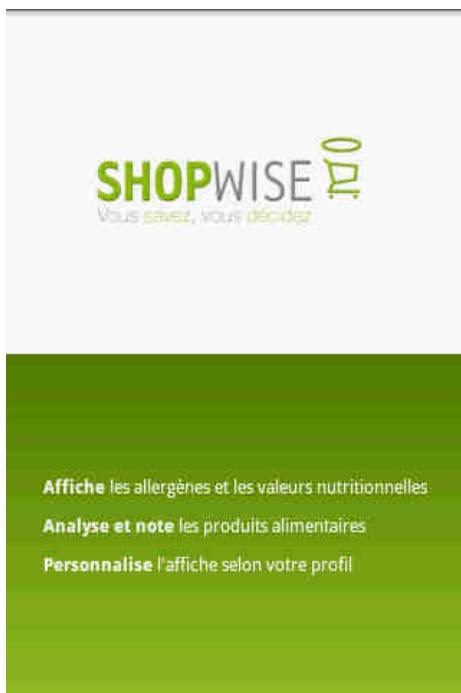 SHOPWISE
Vous savez, vous décidez
Affiche les allergènes et les valeurs nutritionnelles
Analyse et note les produits alimentaires
Personnalise l'affiche selon votre profil